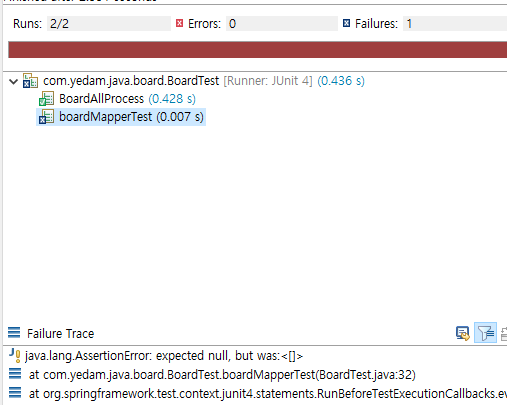 Runs: 2/2 Errors: 0 Failures: 1
com.yedam.java.board.BoardTest [Runner: JUnit 4] (0.436 s)
BoardAllProcess (0.428 s)
boardMapperTest (0.007 s)
Failure Trace
java.lang.AssertionError: expected null, but was:<[]>
at com.yedam.java.board.BoardTest.boardMapperTest(BoardTest.java:32)
at org.springframework.test.context.junit4.statements.RunBeforeTestExecutionCallbacks.ev